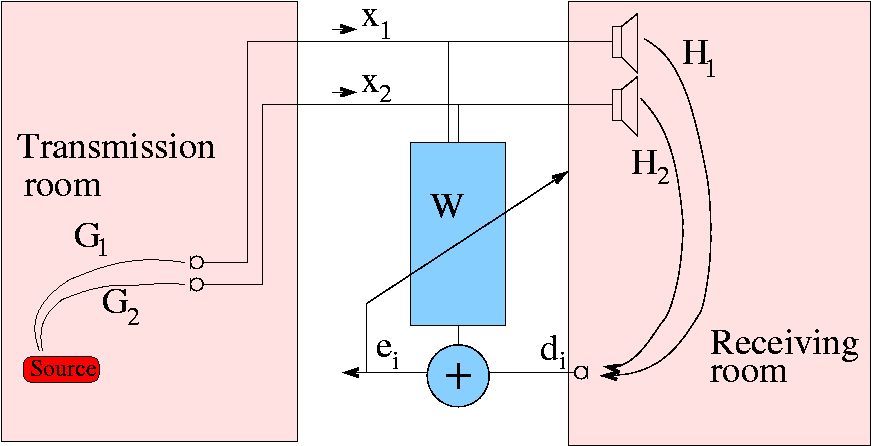 x₁
x₂
H₁
H₂
Transmission
room
W
G₁
G₂
Source
+
eᵢ
dᵢ
Receiving
room